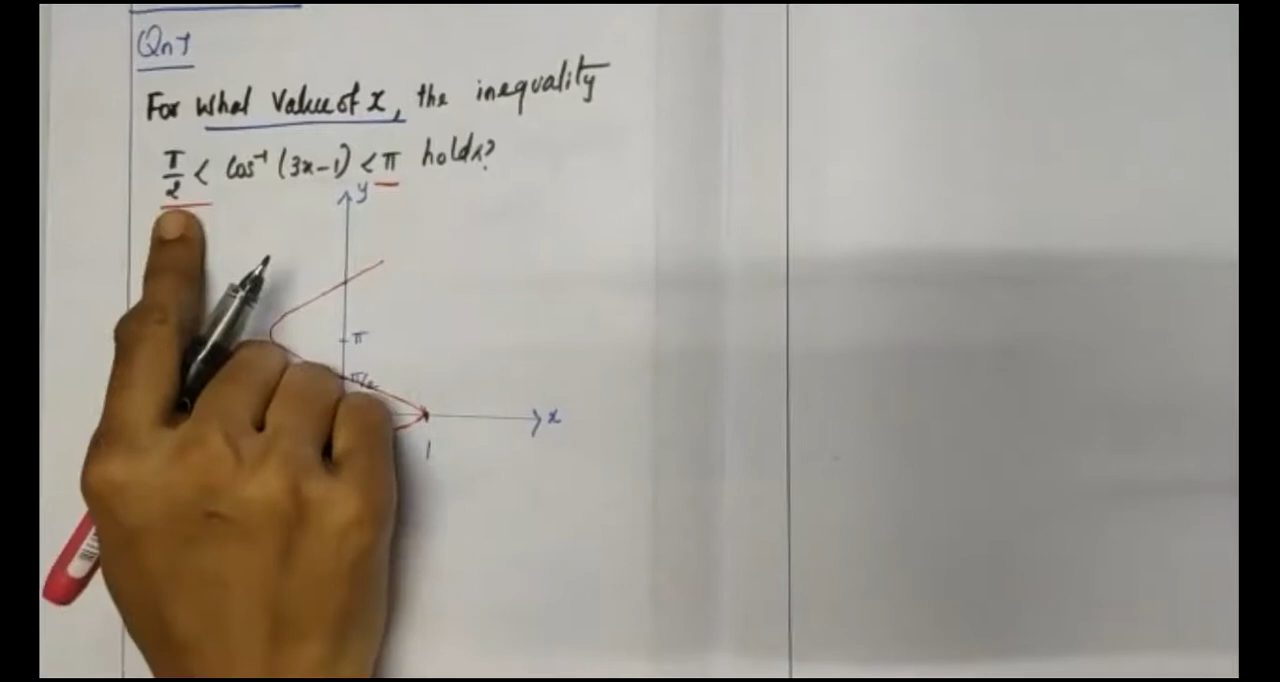 Qn 7
For what value of x, the inequality
π/2 < cos⁻¹ (3x-1) < π holds?
y
π
π/2
x
1